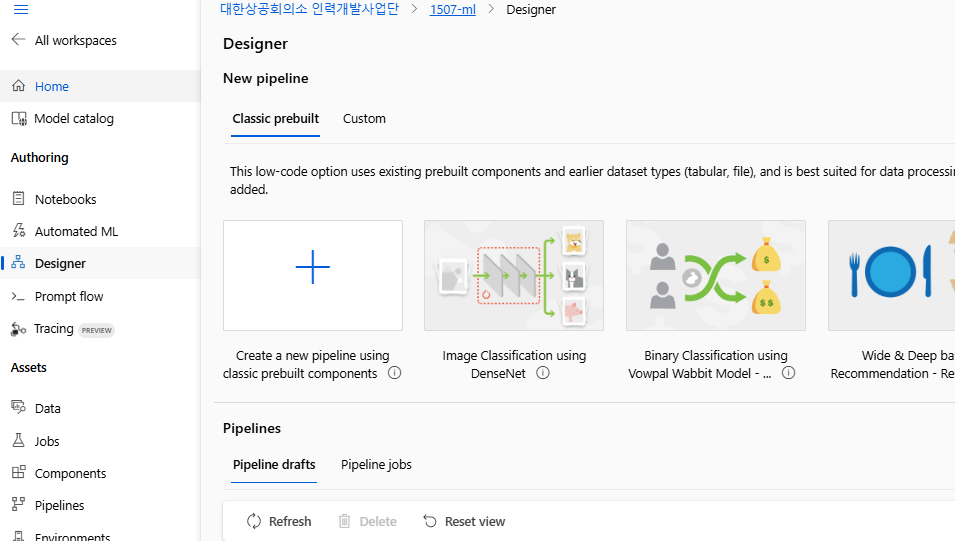 대한상공회의소 인력개발사업단 > 1507-ml > Designer
All workspaces
Home
Model catalog
Authoring
Notebooks
Automated ML
Designer
Prompt flow
Tracing PREVIEW
Assets
Data
Jobs
Components
Pipelines
Environments
Designer
New pipeline
Classic prebuilt Custom
This low-code option uses existing prebuilt components and earlier dataset types (tabular, file), and is best suited for data processin
added.
Create a new pipeline using
classic prebuilt components
Image Classification using
DenseNet
Binary Classification using
Vowpal Wabbit Model - ...
Wide & Deep ba
Recommendation - Re
Pipelines
Pipeline drafts Pipeline jobs
Refresh Delete Reset view